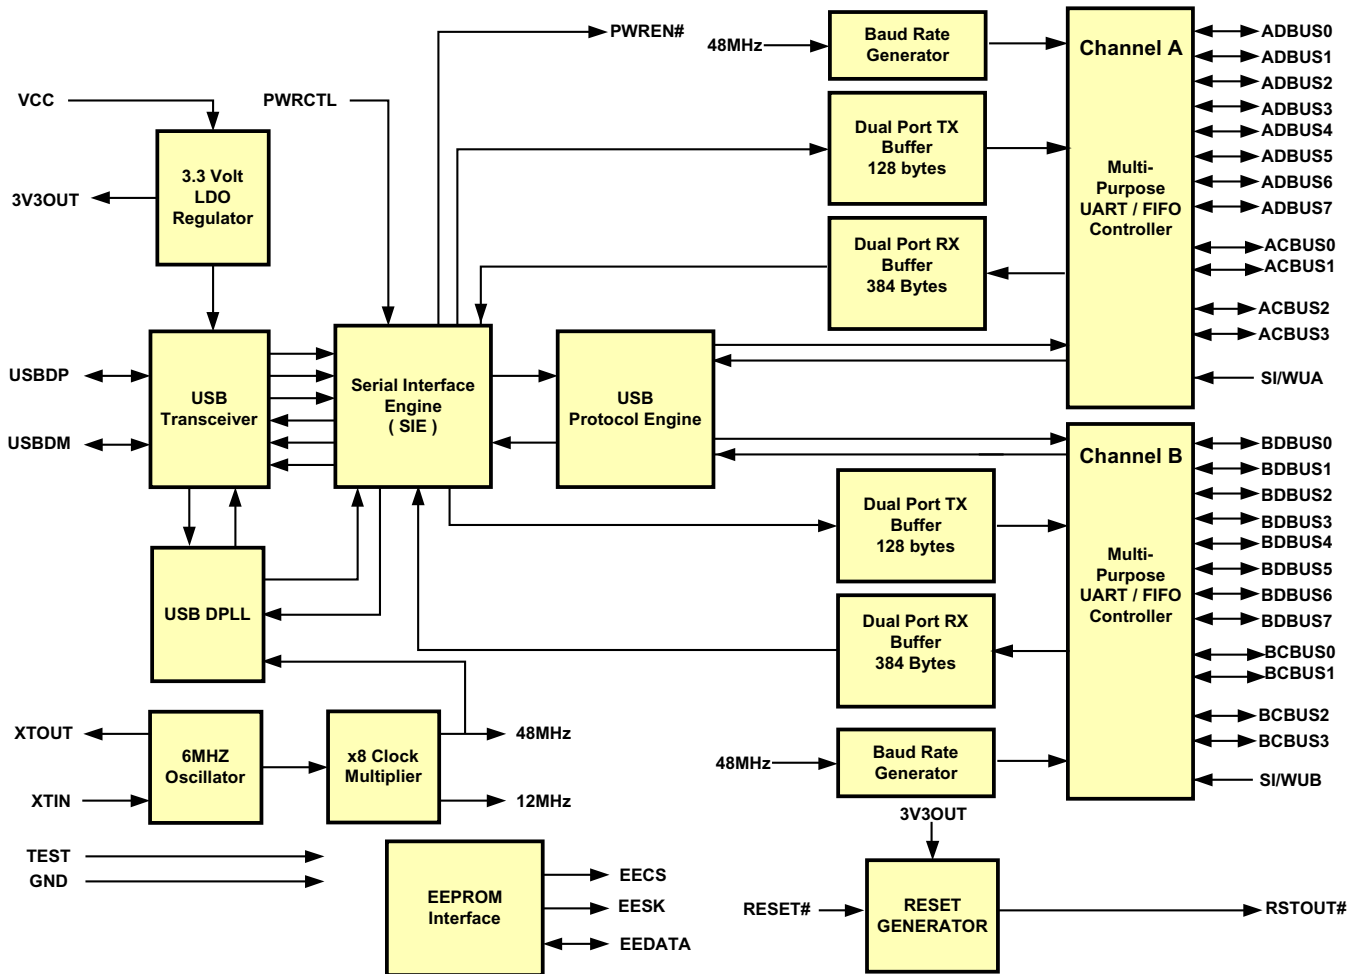 PWREN#
48MHz
Baud Rate
Generator
Channel A
ADBUS0
ADBUS1
ADBUS2
ADBUS3
ADBUS4
ADBUS5
ADBUS6
ADBUS7
ACBUS0
ACBUS1
ACBUS2
ACBUS3
SI/WUA
VCC
PWRCTL
3.3 Volt
LDO
Regulator
3V3OUT
Dual Port TX
Buffer
128 bytes
Multi-
Purpose
UART / FIFO
Controller
Dual Port RX
Buffer
384 Bytes
USBDP
USBDM
USB
Transceiver
Serial Interface
Engine
( SIE )
USB
Protocol Engine
Channel B
BDBUS0
BDBUS1
BDBUS2
BDBUS3
BDBUS4
BDBUS5
BDBUS6
BDBUS7
BCBUS0
BCBUS1
BCBUS2
BCBUS3
SI/WUB
Dual Port TX
Buffer
128 bytes
Multi-
Purpose
UART / FIFO
Controller
USB DPLL
Dual Port RX
Buffer
384 Bytes
XTOUT
XTIN
6MHZ
Oscillator
x8 Clock
Multiplier
48MHz
12MHz
48MHz
Baud Rate
Generator
TEST
GND
EEPROM
Interface
EECS
EESK
EEDATA
3V3OUT
RESET#
RESET
GENERATOR
RSTOUT#